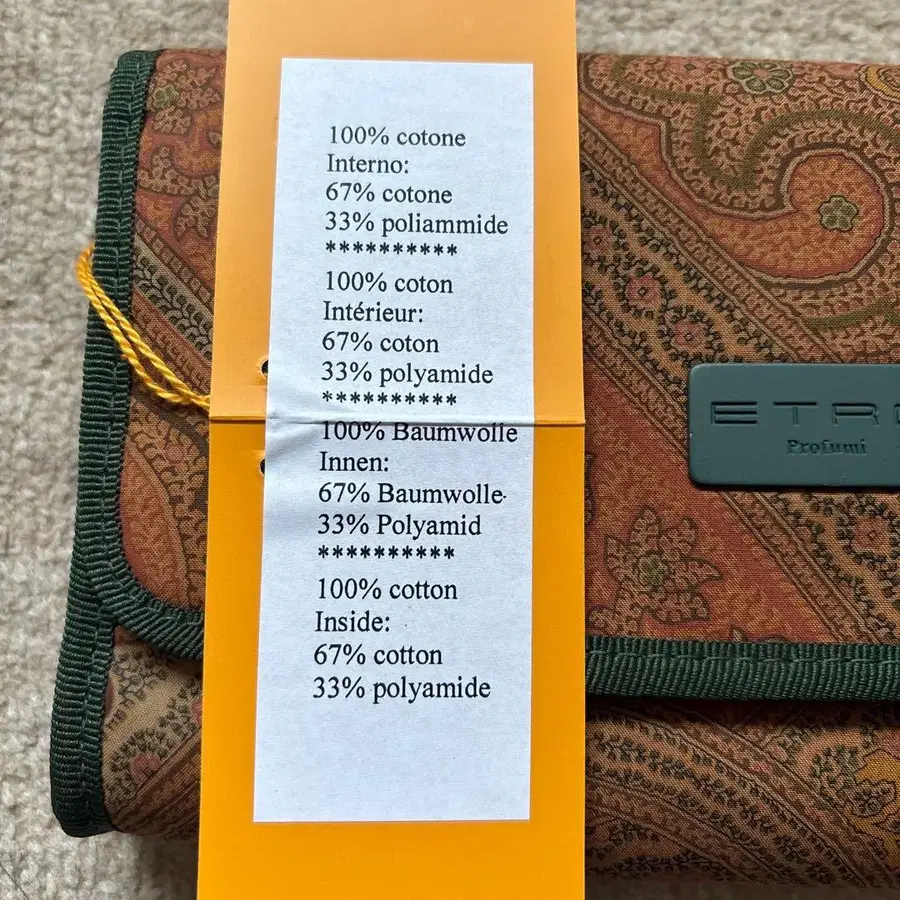 100% cotone
Interno:
67% cotone
33% poliammide
**********
100% coton
Intérieur:
67% coton
33% polyamide
**********
100% Baumwolle
Innen:
67% Baumwolle
33% Polyamid
**********
100% cotton
Inside:
67% cotton
33% polyamide
ETRO
Profumi